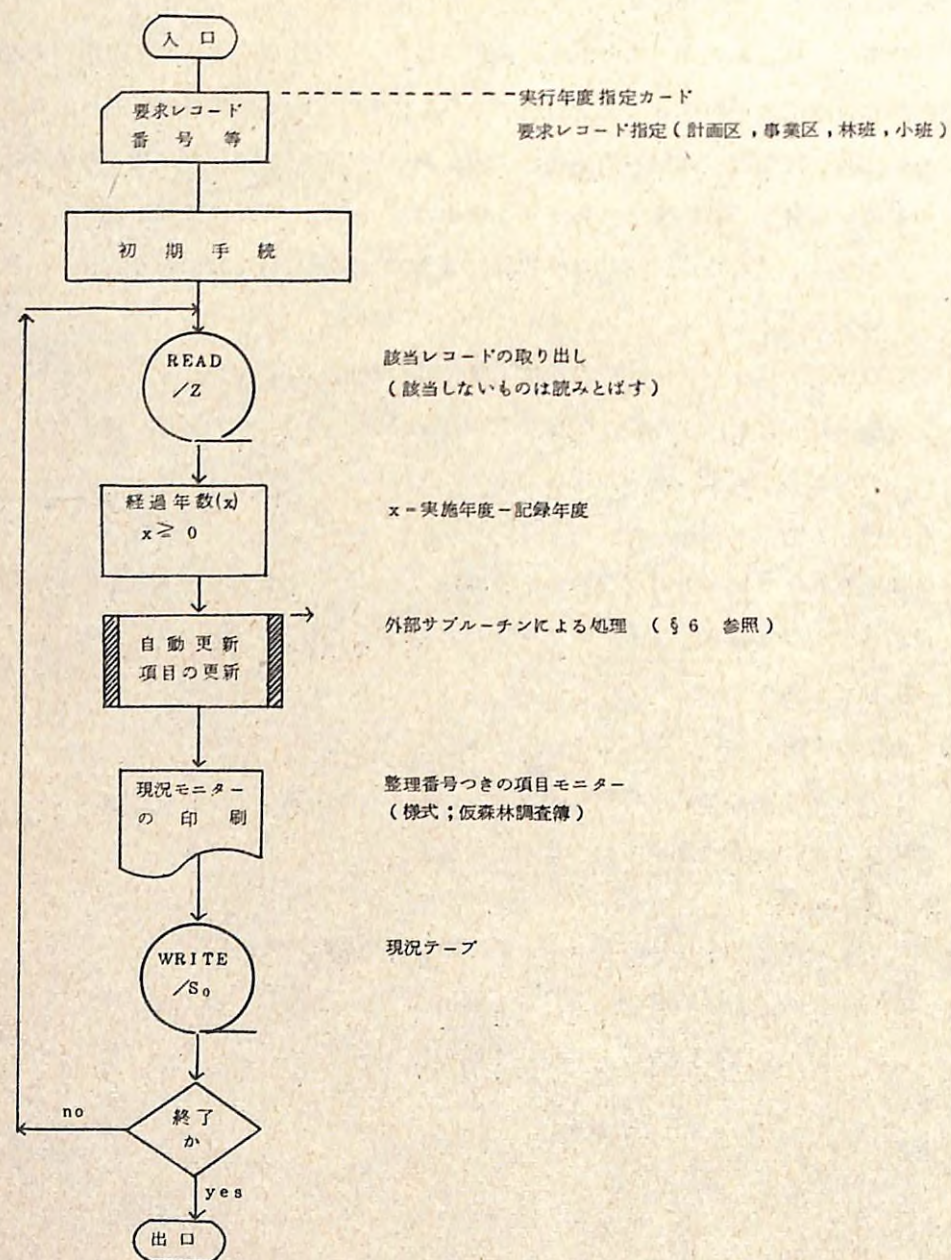 入口
要求レコード
番号等
実行年度指定カード
要求レコード指定(計画区,事業区,林班,小班)
初期手続
READ
/Z
該当レコードの取り出し
(該当しないものは読みとばす)
経過年数(x)
x≧0
x=実施年度-記録年度
自動更新
項目の更新
外部サブルーチンによる処理 (§6 参照)
現況モニター
の印刷
整理番号つきの項目モニター
(様式;仮森林調査簿)
WRITE
/S₀
現況テープ
終了
か
no
yes
出口